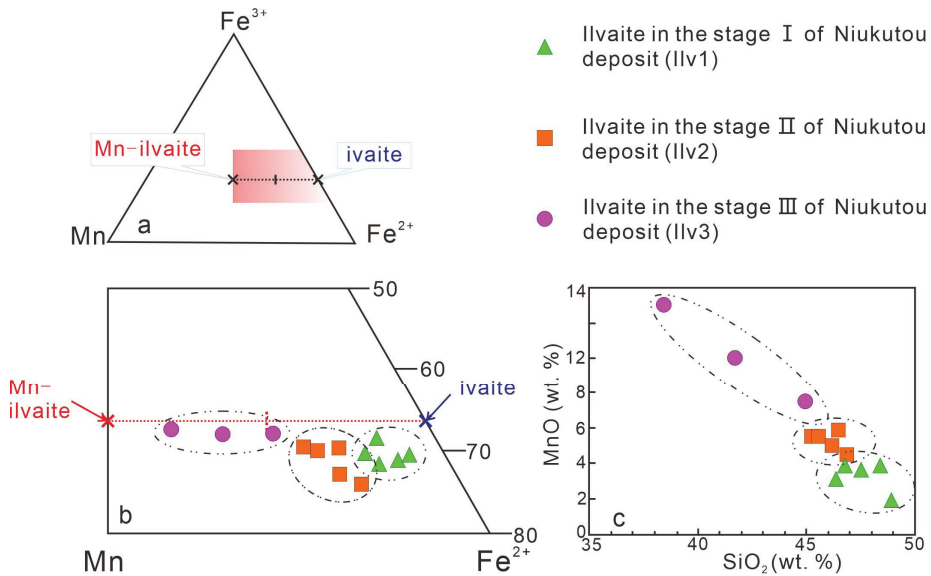 Fe3+
Mn-ilvaite
ivaite
Mn
a
Fe2+
Ilvaite in the stage I of Niukutou
deposit (Ilv1)
Ilvaite in the stage II of Niukutou
deposit (Ilv2)
Ilvaite in the stage III of Niukutou
deposit (Ilv3)
50
60
Mn-
ilvaite
ivaite
70
b
80
Mn
Fe2+
MnO (wt. %)
14
12
8
6
4
2
0
c
35
40
45
50
SiO2 (wt. %)